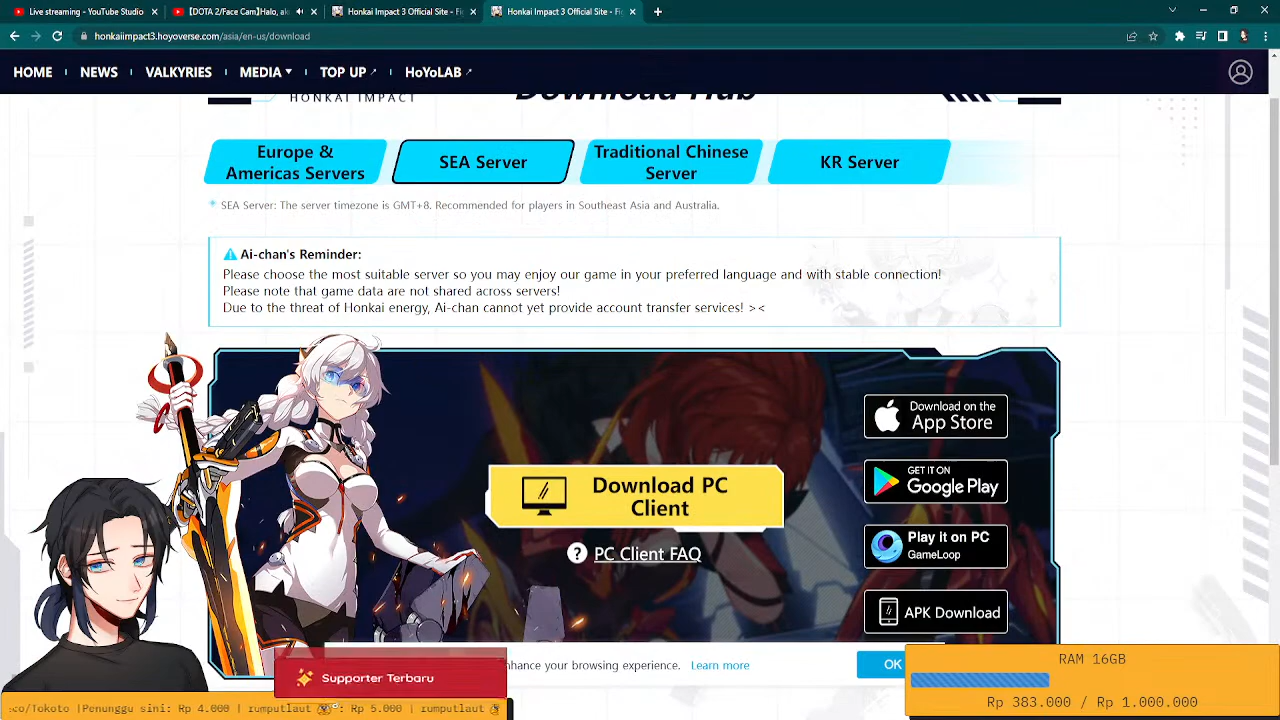 Live streaming - YouTube Studio
【DOTA 2/Face Cam】Halo, ak
Honkai Impact 3 Official Site - Fig
Honkai Impact 3 Official Site - Fig
honkaiimpact3.hoyoverse.com/asia/en-us/download
HOME
NEWS
VALKYRIES
MEDIA
TOP UP
HoYoLAB
HONKAI IMPACT
Download Hub
Europe &
Americas Servers
SEA Server
Traditional Chinese
Server
KR Server
SEA Server: The server timezone is GMT+8. Recommended for players in Southeast Asia and Australia.
Ai-chan's Reminder:
Please choose the most suitable server so you may enjoy our game in your preferred language and with stable connection!
Please note that game data are not shared across servers!
Due to the threat of Honkai energy, Ai-chan cannot yet provide account transfer services! ><
Download on the
App Store
GET IT ON
Google Play
Download PC
Client
Play it on PC
GameLoop
? PC Client FAQ
APK Download
enhance your browsing experience. Learn more
OK
RAM 16GB
Rp 383.000 / Rp 1.000.000
Supporter Terbaru
co/Tokoto |Penunggu sini: Rp 4.000 | rumputlaut : Rp 5.000 | rumputlaut